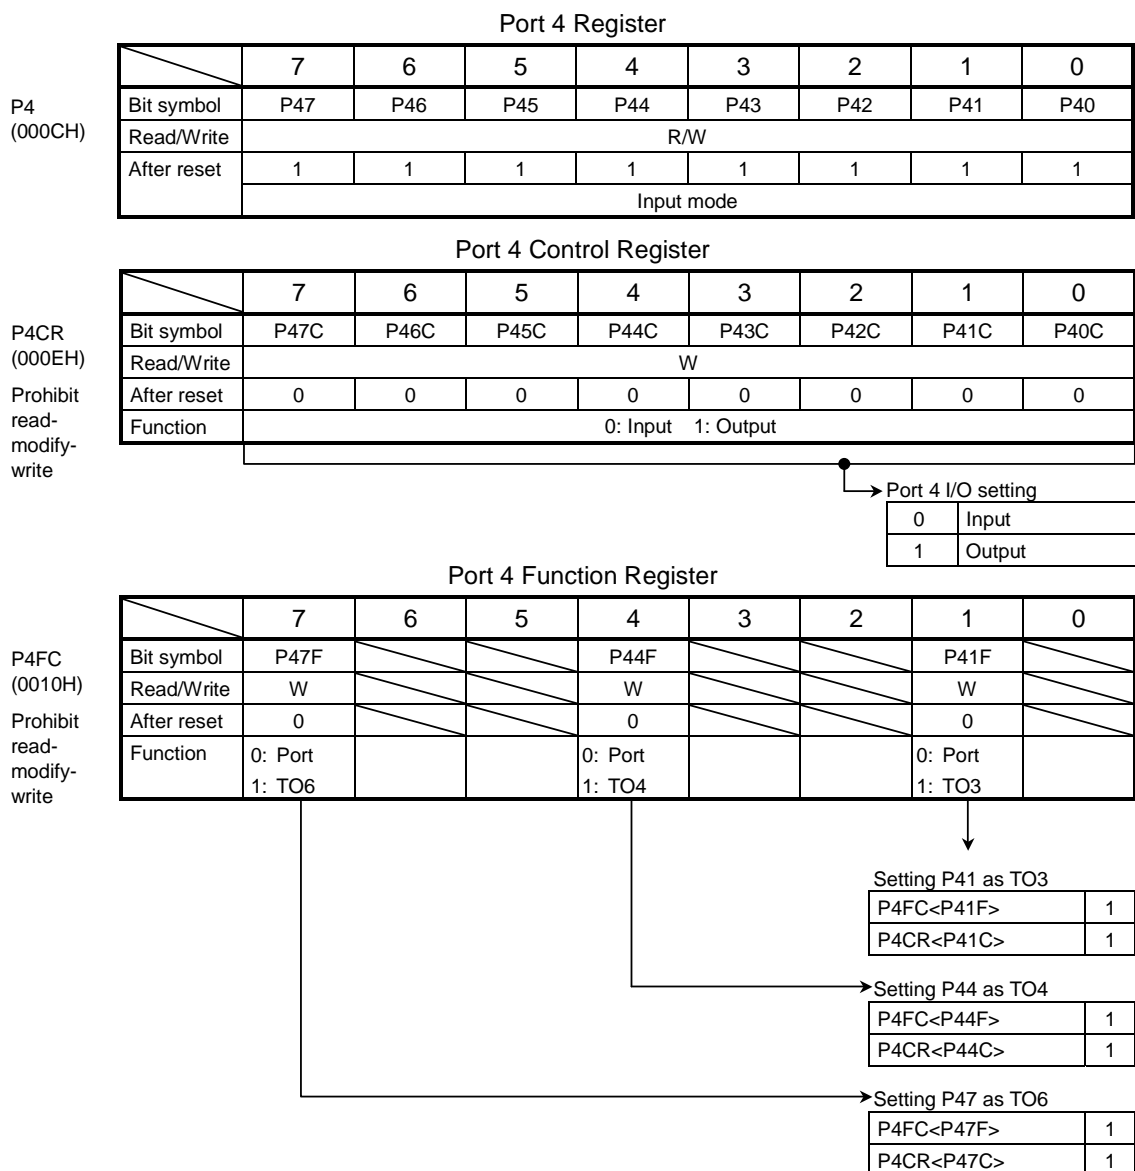 Port 4 Register
7 6 5 4 3 2 1 0
P4
(000CH)
Bit symbol P47 P46 P45 P44 P43 P42 P41 P40
Read/Write R/W
After reset 1 1 1 1 1 1 1 1
Input mode
Port 4 Control Register
7 6 5 4 3 2 1 0
P4CR
(000EH)
Prohibit
read-
modify-
write
Bit symbol P47C P46C P45C P44C P43C P42C P41C P40C
Read/Write W
After reset 0 0 0 0 0 0 0 0
Function 0: Input 1: Output
Port 4 I/O setting
0 Input
1 Output
Port 4 Function Register
7 6 5 4 3 2 1 0
P4FC
(0010H)
Prohibit
read-
modify-
write
Bit symbol P47F P44F P41F
Read/Write W W W
After reset 0 0 0
Function 0: Port 0: Port 0: Port
1: TO6 1: TO4 1: TO3
Setting P41 as TO3
P4FC<P41F> 1
P4CR<P41C> 1
Setting P44 as TO4
P4FC<P44F> 1
P4CR<P44C> 1
Setting P47 as TO6
P4FC<P47F> 1
P4CR<P47C> 1